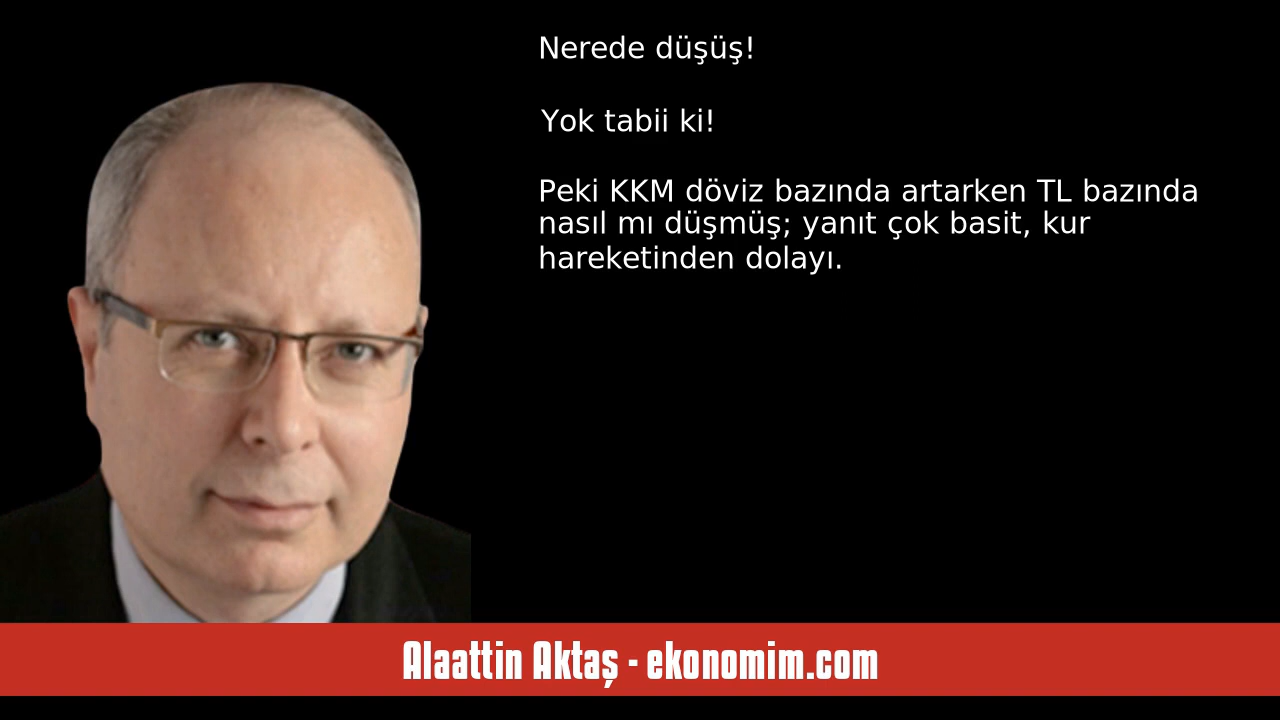 Nerede düşüş!
Yok tabii ki!
Peki KKM döviz bazında artarken TL bazında
nasıl mı düşmüş; yanıt çok basit, kur
hareketinden dolayı.
Alaattin Aktaş - ekonomim.com